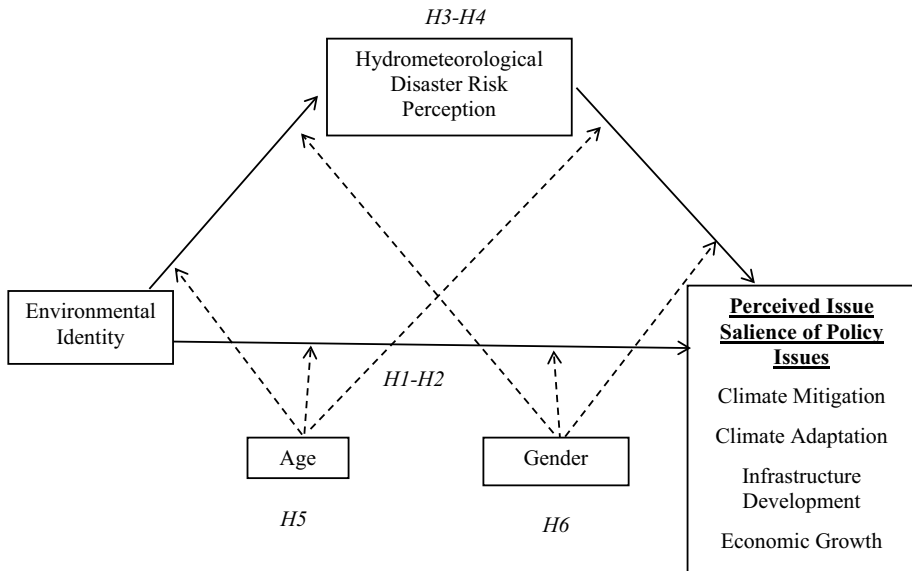 H3-H4
Hydrometeorological
Disaster Risk
Perception
Environmental
Identity
Perceived Issue
Salience of Policy
Issues
Climate Mitigation
Climate Adaptation
Infrastructure
Development
Economic Growth
H1-H2
Age
Gender
H5
H6